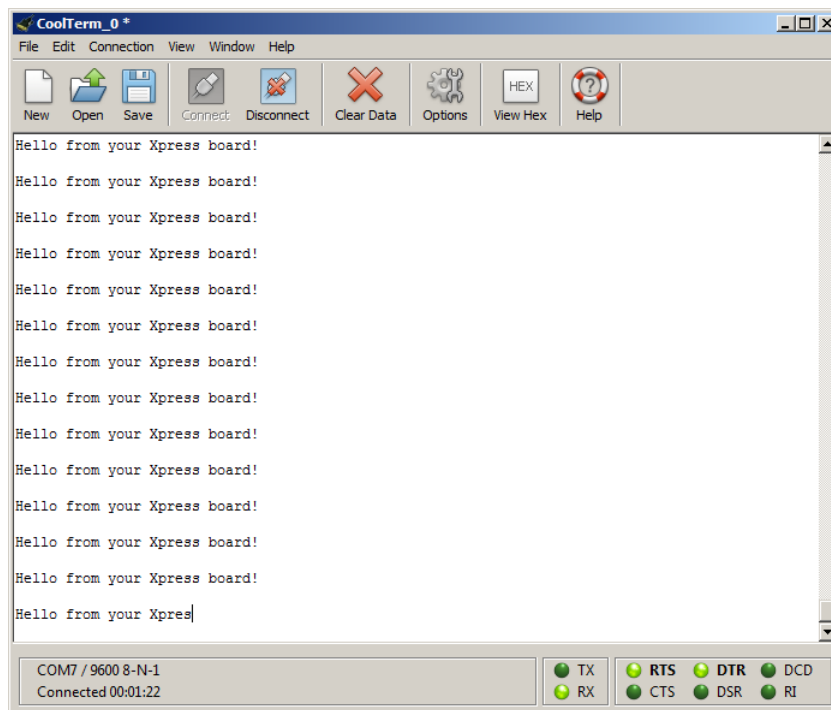 CoolTerm_0 *
File Edit Connection View Window Help
HEX
New Open Save Connect Disconnect Clear Data Options View Hex Help
Hello from your Xpress board!
Hello from your Xpress board!
Hello from your Xpress board!
Hello from your Xpress board!
Hello from your Xpress board!
Hello from your Xpress board!
Hello from your Xpress board!
Hello from your Xpress board!
Hello from your Xpress board!
Hello from your Xpress board!
Hello from your Xpress board!
Hello from your Xpress board!
Hello from your Xpress board!
Hello from your Xpres
COM7 / 9600 8-N-1
Connected 00:01:22
TX RTS DTR DCD
RX CTS DSR RI